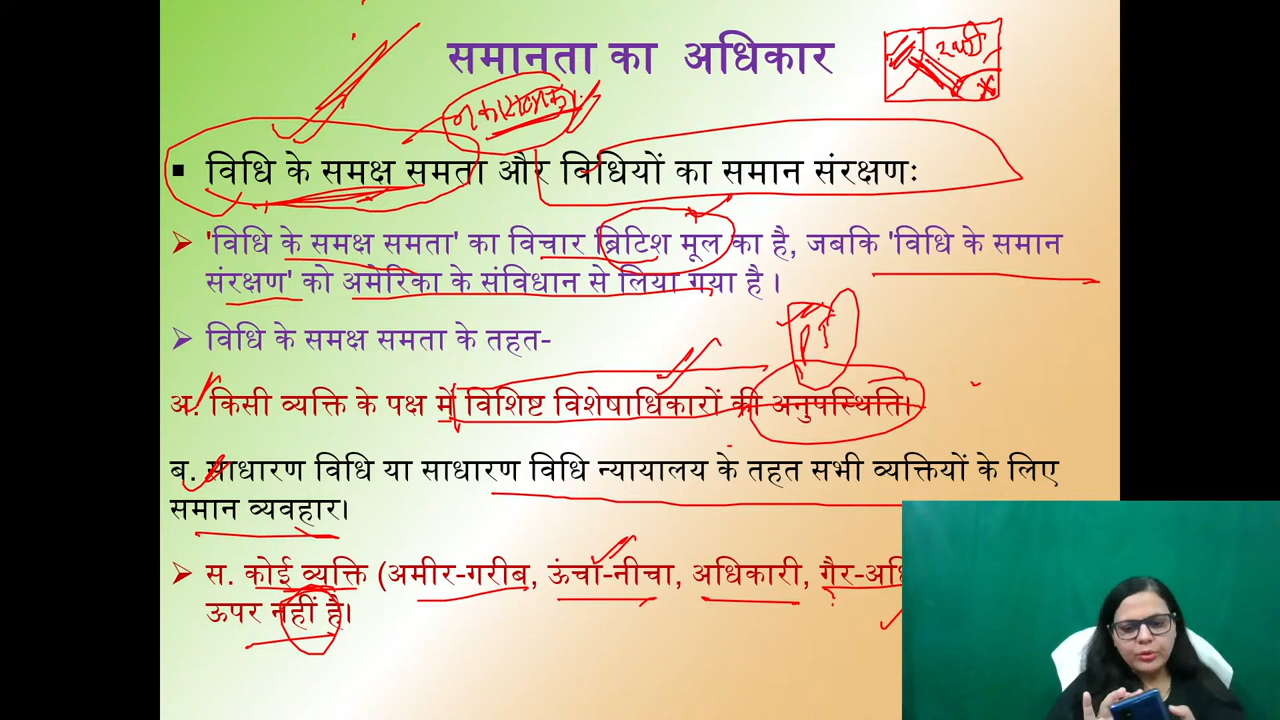 समानता का अधिकार
नकारात्मक
▪ विधि के समक्ष समता और विधियों का समान संरक्षणः
➢ 'विधि के समक्ष समता' का विचार ब्रिटिश मूल का है, जबकि 'विधि के समान
संरक्षण' को अमेरिका के संविधान से लिया गया है ।
➢ विधि के समक्ष समता के तहत-
अ. किसी व्यक्ति के पक्ष में विशिष्ट विशेषाधिकारों की अनुपस्थिति।
ब. साधारण विधि या साधारण विधि न्यायालय के तहत सभी व्यक्तियों के लिए
समान व्यवहार।
➢ स. कोई व्यक्ति (अमीर-गरीब, ऊंचा-नीचा, अधिकारी,
ऊपर नहीं है।